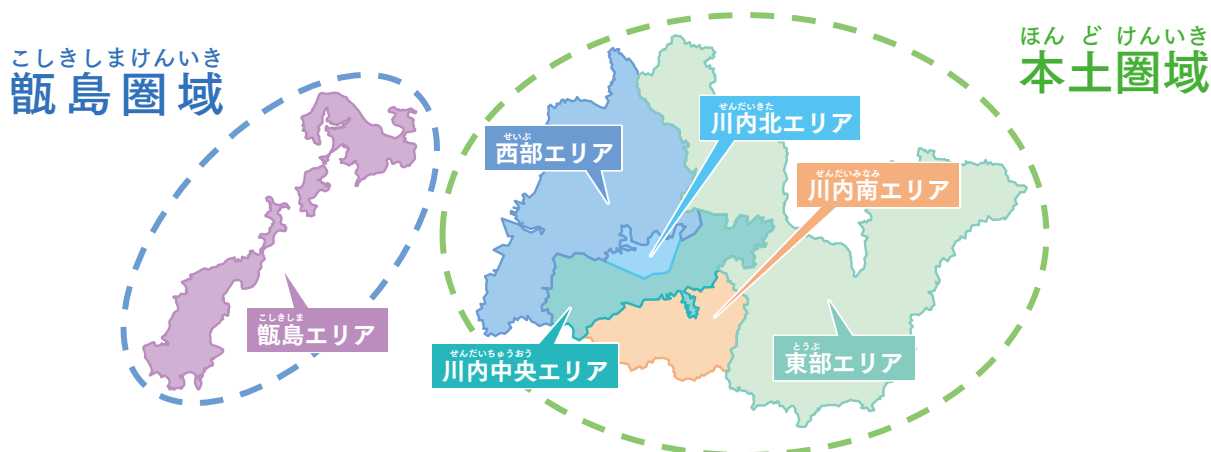 こしきしまけんいき
甑島圏域
ほんどけんいき
本土圏域
せんだいきた
川内北エリア
せいぶ
西部エリア
せんだいみなみ
川内南エリア
こしきしま
甑島エリア
せんだいちゅうおう
川内中央エリア
とうぶ
東部エリア